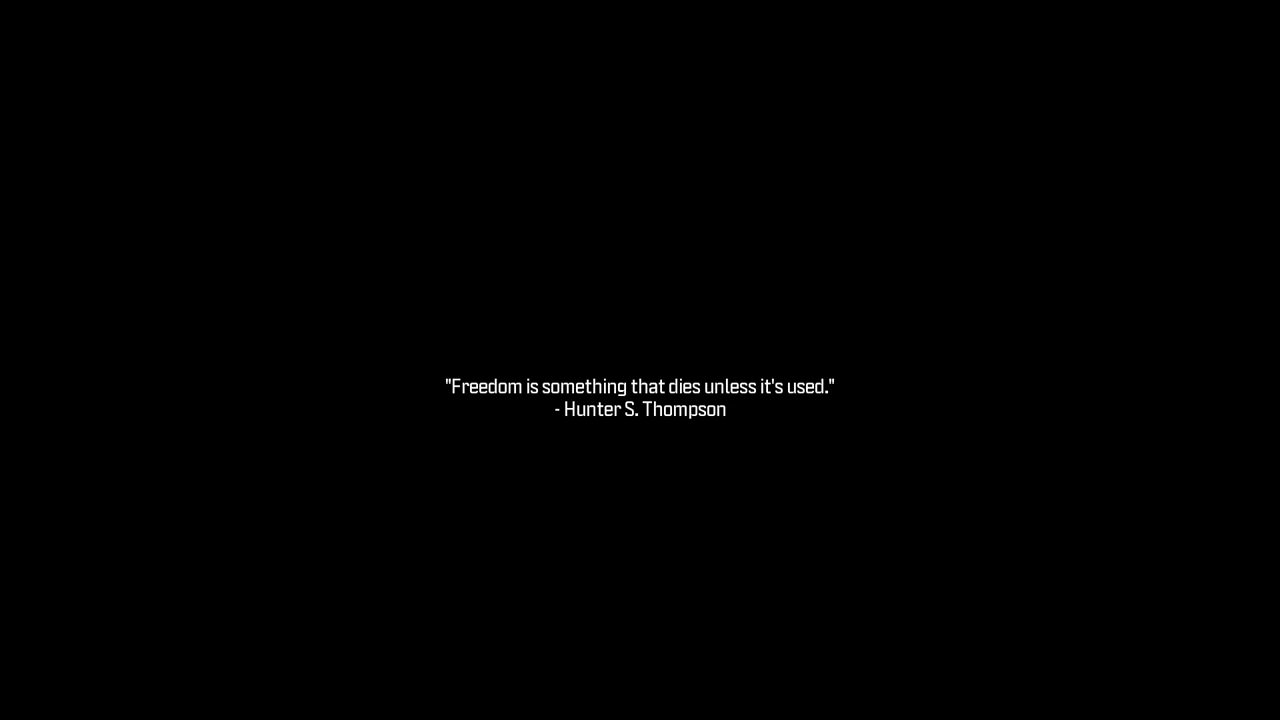 "Freedom is something that dies unless it's used."
- Hunter S. Thompson